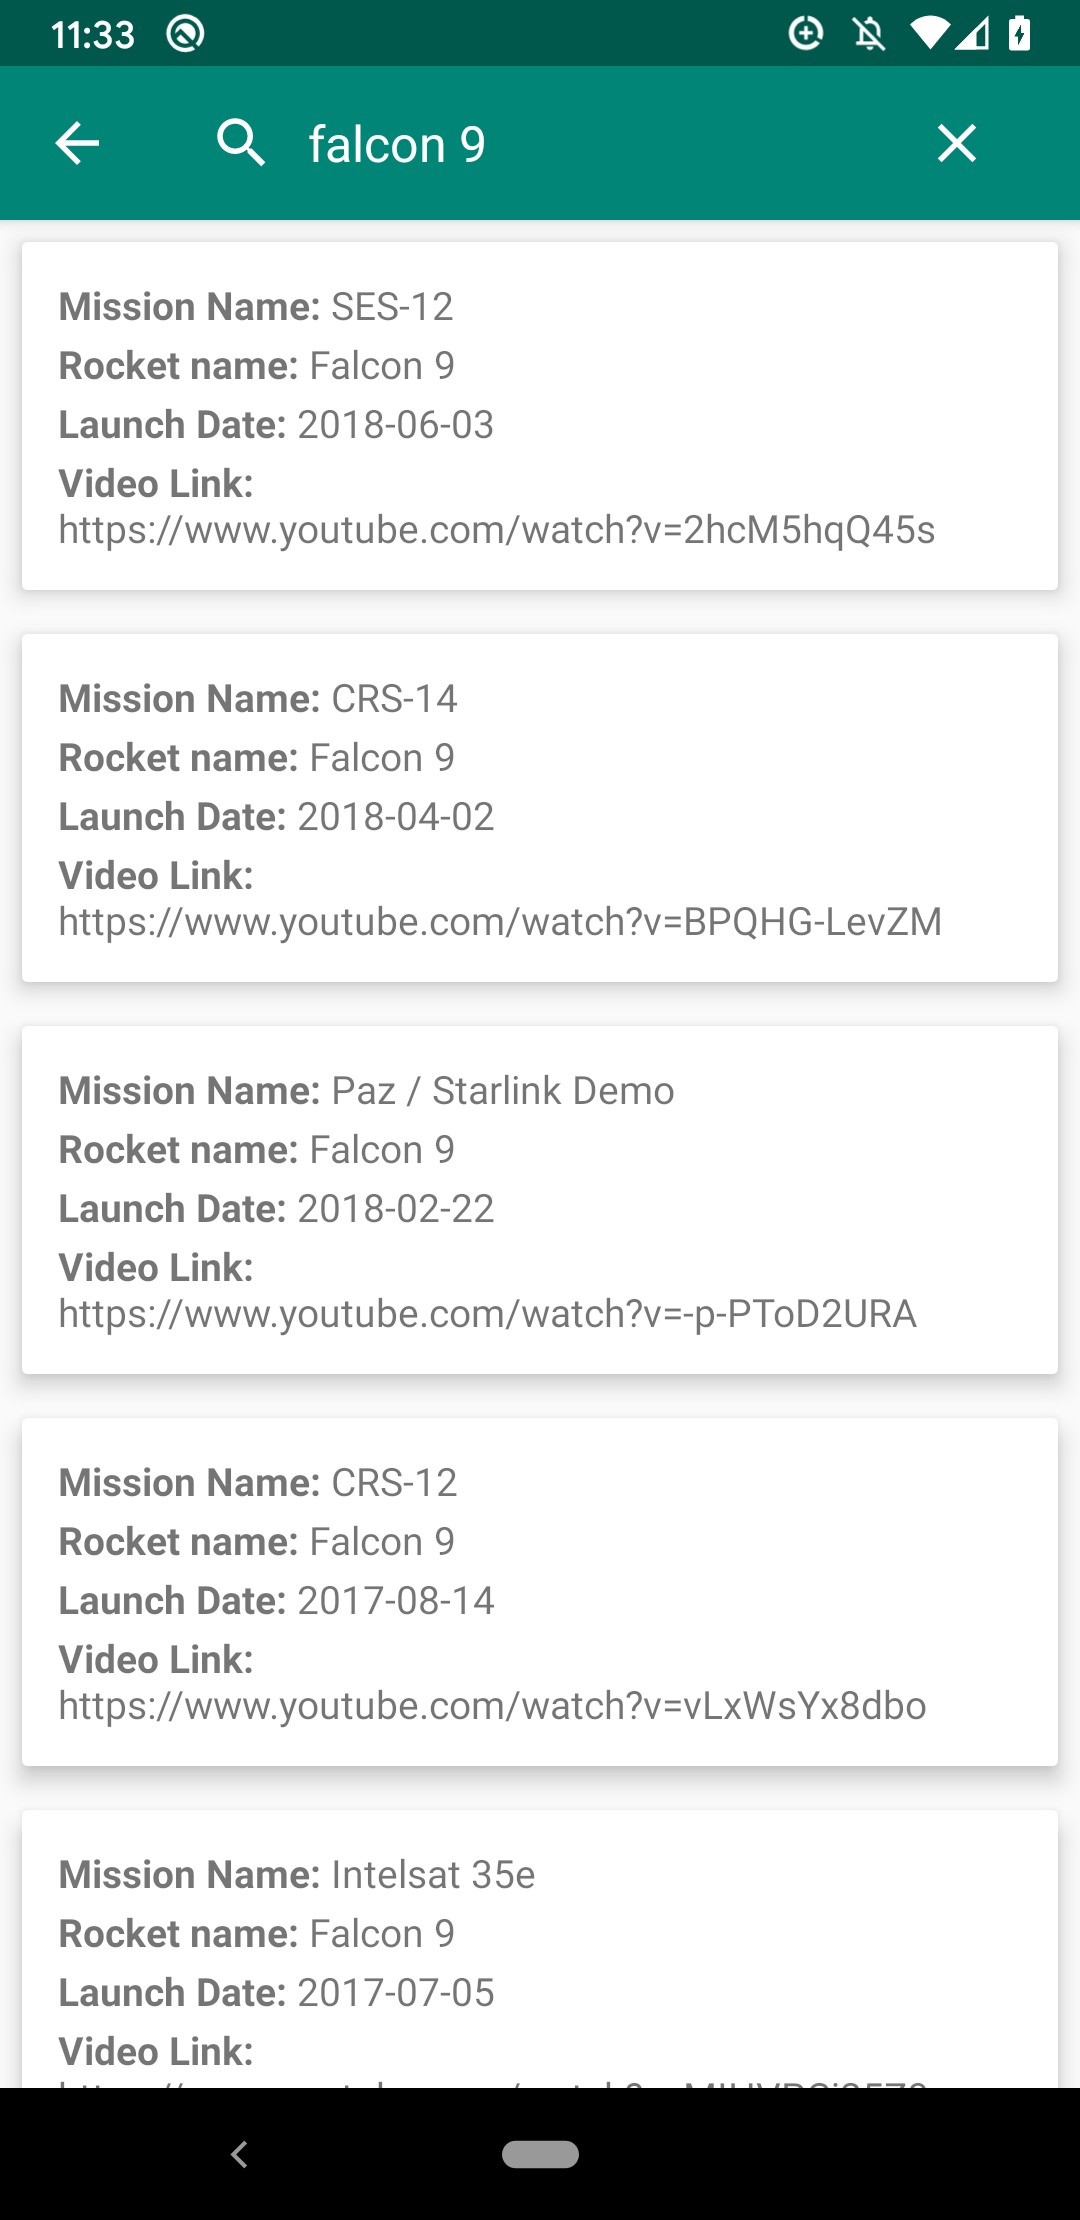 11:33
falcon 9
Mission Name: SES-12
Rocket name: Falcon 9
Launch Date: 2018-06-03
Video Link:
https://www.youtube.com/watch?v=2hcM5hqQ45s
Mission Name: CRS-14
Rocket name: Falcon 9
Launch Date: 2018-04-02
Video Link:
https://www.youtube.com/watch?v=BPQHG-LevZM
Mission Name: Paz / Starlink Demo
Rocket name: Falcon 9
Launch Date: 2018-02-22
Video Link:
https://www.youtube.com/watch?v=-p-PToD2URA
Mission Name: CRS-12
Rocket name: Falcon 9
Launch Date: 2017-08-14
Video Link:
https://www.youtube.com/watch?v=vLxWsYx8dbo
Mission Name: Intelsat 35e
Rocket name: Falcon 9
Launch Date: 2017-07-05
Video Link: